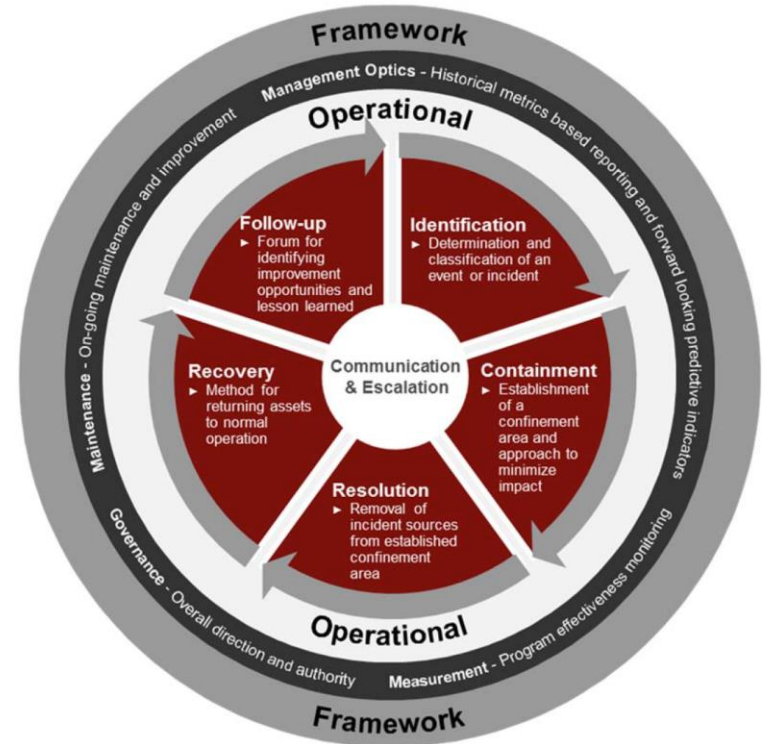 Framework
Management Optics - Historical metrics based reporting and forward looking predictive indicators
Maintenance - On-going maintenance and improvement
Operational
Follow-up
► Forum for
identifying
improvement
opportunities and
lesson learned
Identification
► Determination and
classification of an
event or incident
Communication
& Escalation
Recovery
► Method for
returning assets
to normal
operation
Containment
► Establishment
of a
confinement
area and
approach to
minimize
impact
Resolution
► Removal of
incident sources
from established
confinement
area
Operational
Governance - Overall direction and authority
Measurement - Program effectiveness monitoring
Framework